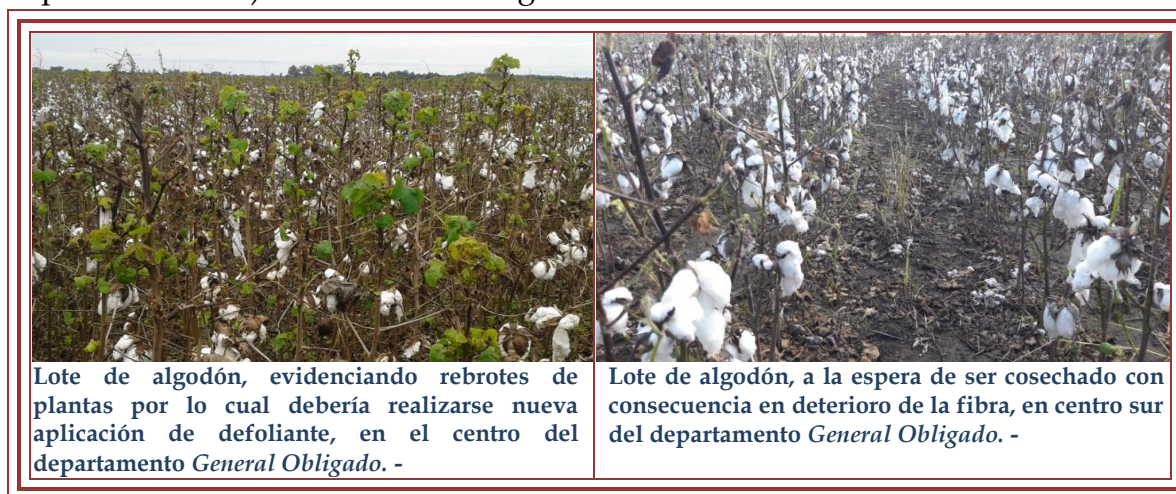 Lote de algodón, evidenciando rebrotes de
plantas por lo cual debería realizarse nueva
aplicación de defoliante, en el centro del
departamento General Obligado. -
Lote de algodón, a la espera de ser cosechado con
consecuencia en deterioro de la fibra, en centro sur
del departamento General Obligado. -